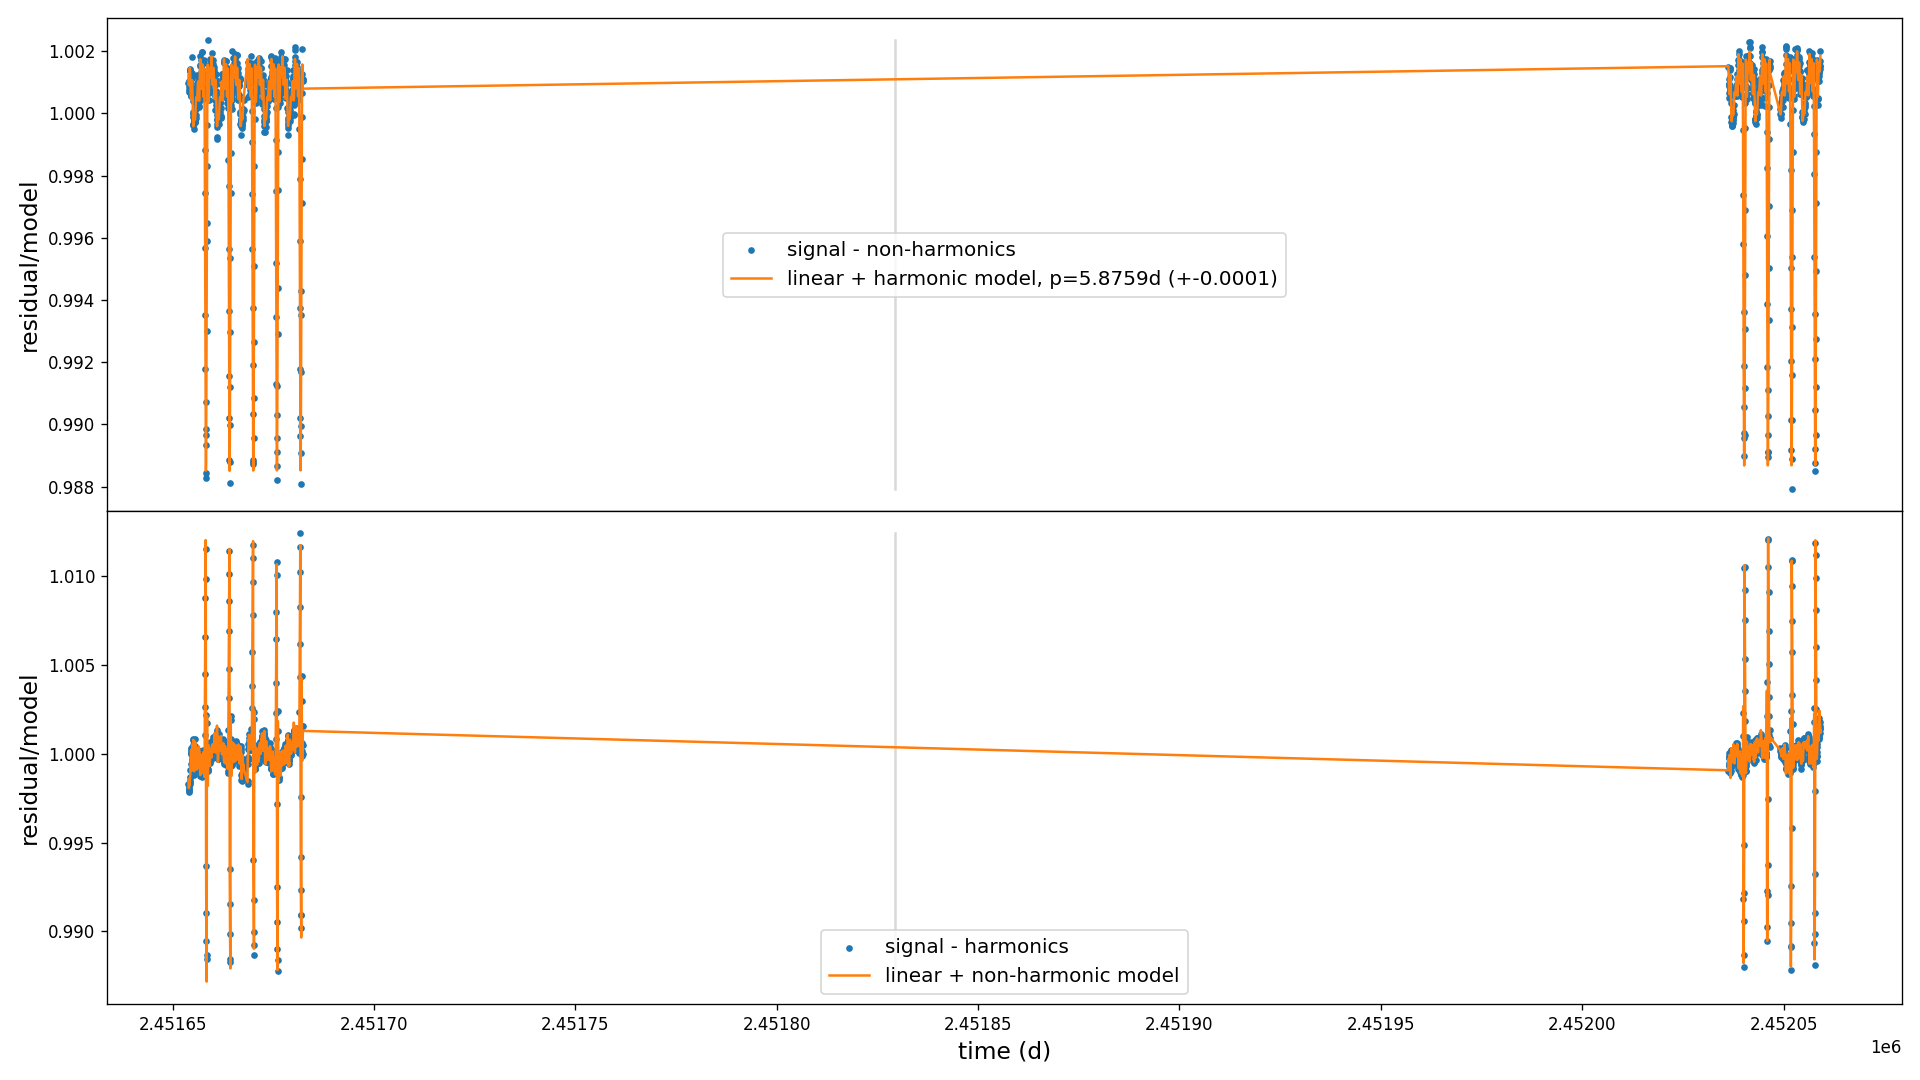 1.002
1.000
0.998
0.996
0.994
0.992
0.990
0.988
residual/model
signal - non-harmonics
linear + harmonic model, p=5.8759d (+-0.0001)
1.010
1.005
1.000
0.995
0.990
residual/model
signal - harmonics
linear + non-harmonic model
2.45165 2.45170 2.45175 2.45180 2.45185 2.45190 2.45195 2.45200 2.45205
1e6
time (d)